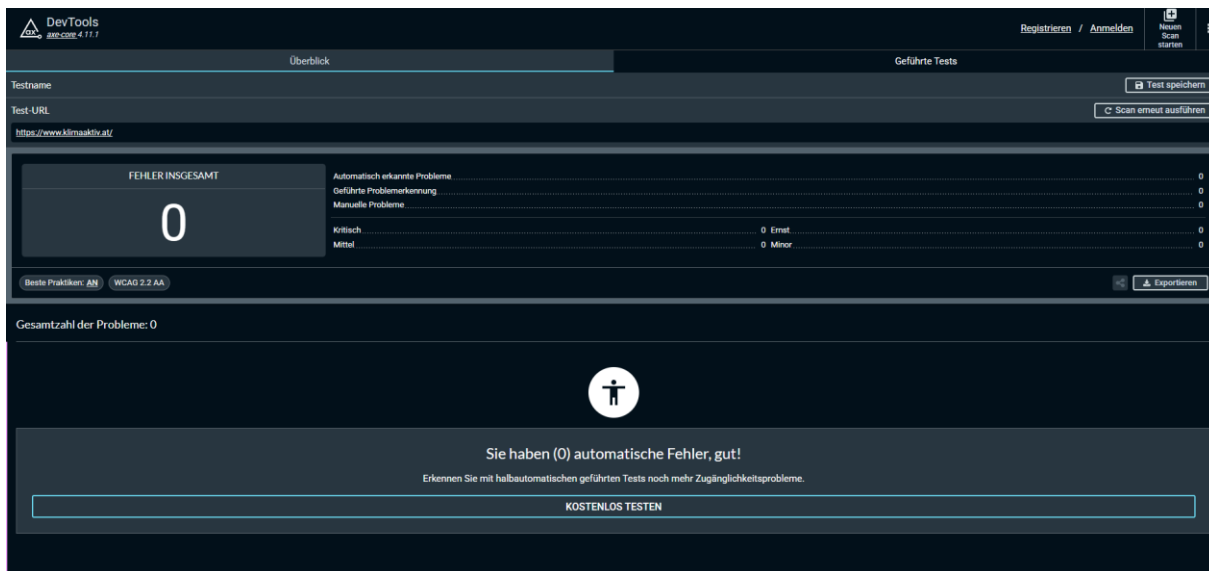 DevTools
axe-core 4.11.1
Registrieren / Anmelden
Neuen
Scan
starten
Überblick
Geführte Tests
Testname
Test speichern
Test-URL
Scan erneut ausführen
https://www.klimaaktiv.at/
FEHLER INSGESAMT
0
Automatisch erkannte Probleme 0
Geführte Problemerkennung 0
Manuelle Probleme 0
Kritisch 0 Ernst 0
Mittel 0 Minor 0
Beste Praktiken: AN WCAG 2.2 AA
Exportieren
Gesamtzahl der Probleme: 0
Sie haben (0) automatische Fehler, gut!
Erkennen Sie mit halbautomatischen geführten Tests noch mehr Zugänglichkeitsprobleme.
KOSTENLOS TESTEN